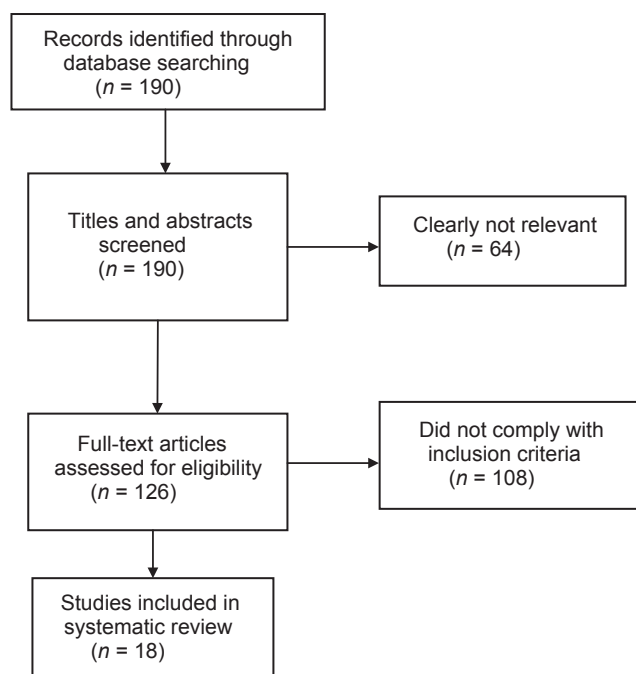 Records identified through
database searching
(n = 190)
Titles and abstracts
screened
(n = 190)
Clearly not relevant
(n = 64)
Full-text articles
assessed for eligibility
(n = 126)
Did not comply with
inclusion criteria
(n = 108)
Studies included in
systematic review
(n = 18)